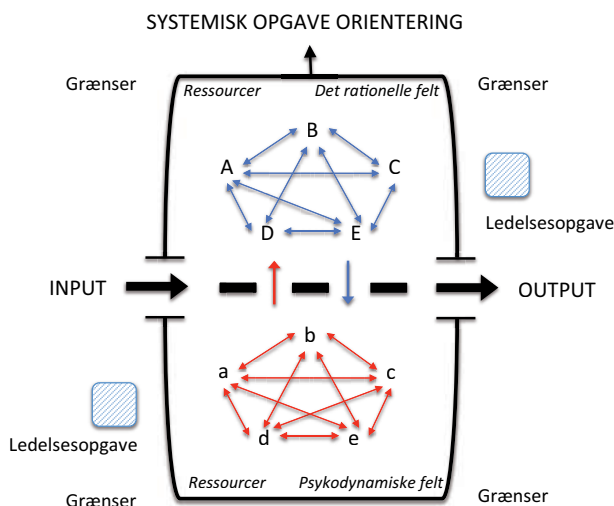 SYSTEMISK OPGAVE ORIENTERING
Grænser
Grænser
Ressourcer
Det rationelle felt
B
A
C
Ledelsesopgave
D
E
INPUT
OUTPUT
b
a
c
Ledelsesopgave
d
e
Ressourcer
Psykodynamiske felt
Grænser
Grænser